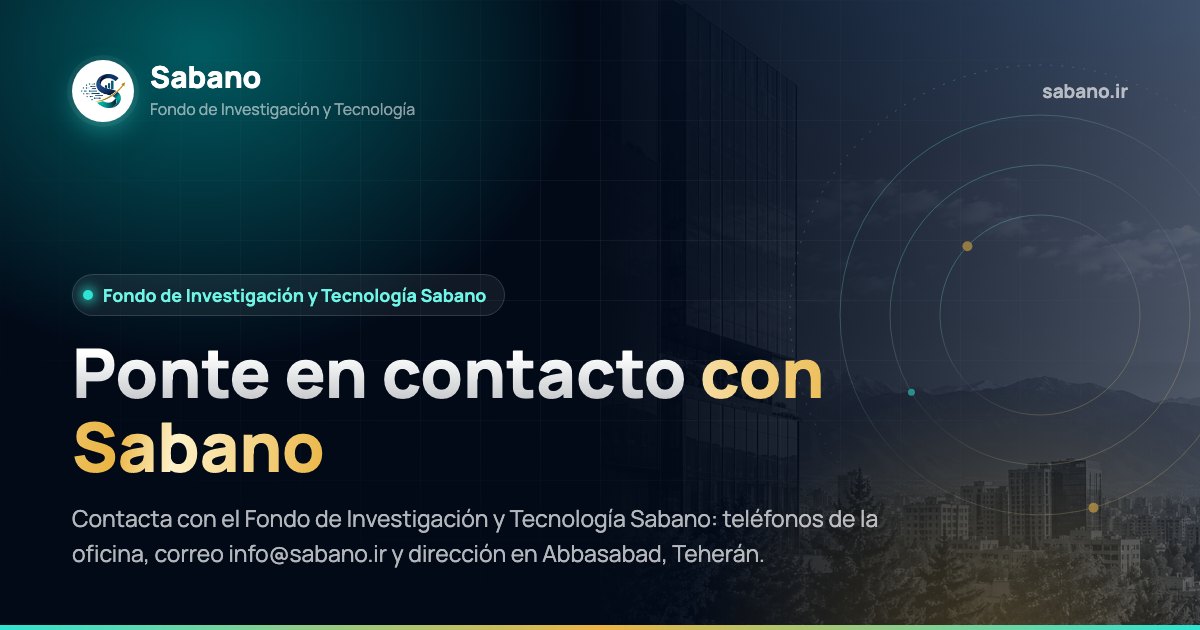 Sabano
Fondo de Investigación y Tecnología
sabano.ir
Fondo de Investigación y Tecnología Sabano
Ponte en contacto con
Sabano
Contacta con el Fondo de Investigación y Tecnología Sabano: teléfonos de la
oficina, correo info@sabano.ir y dirección en Abbasabad, Teherán.